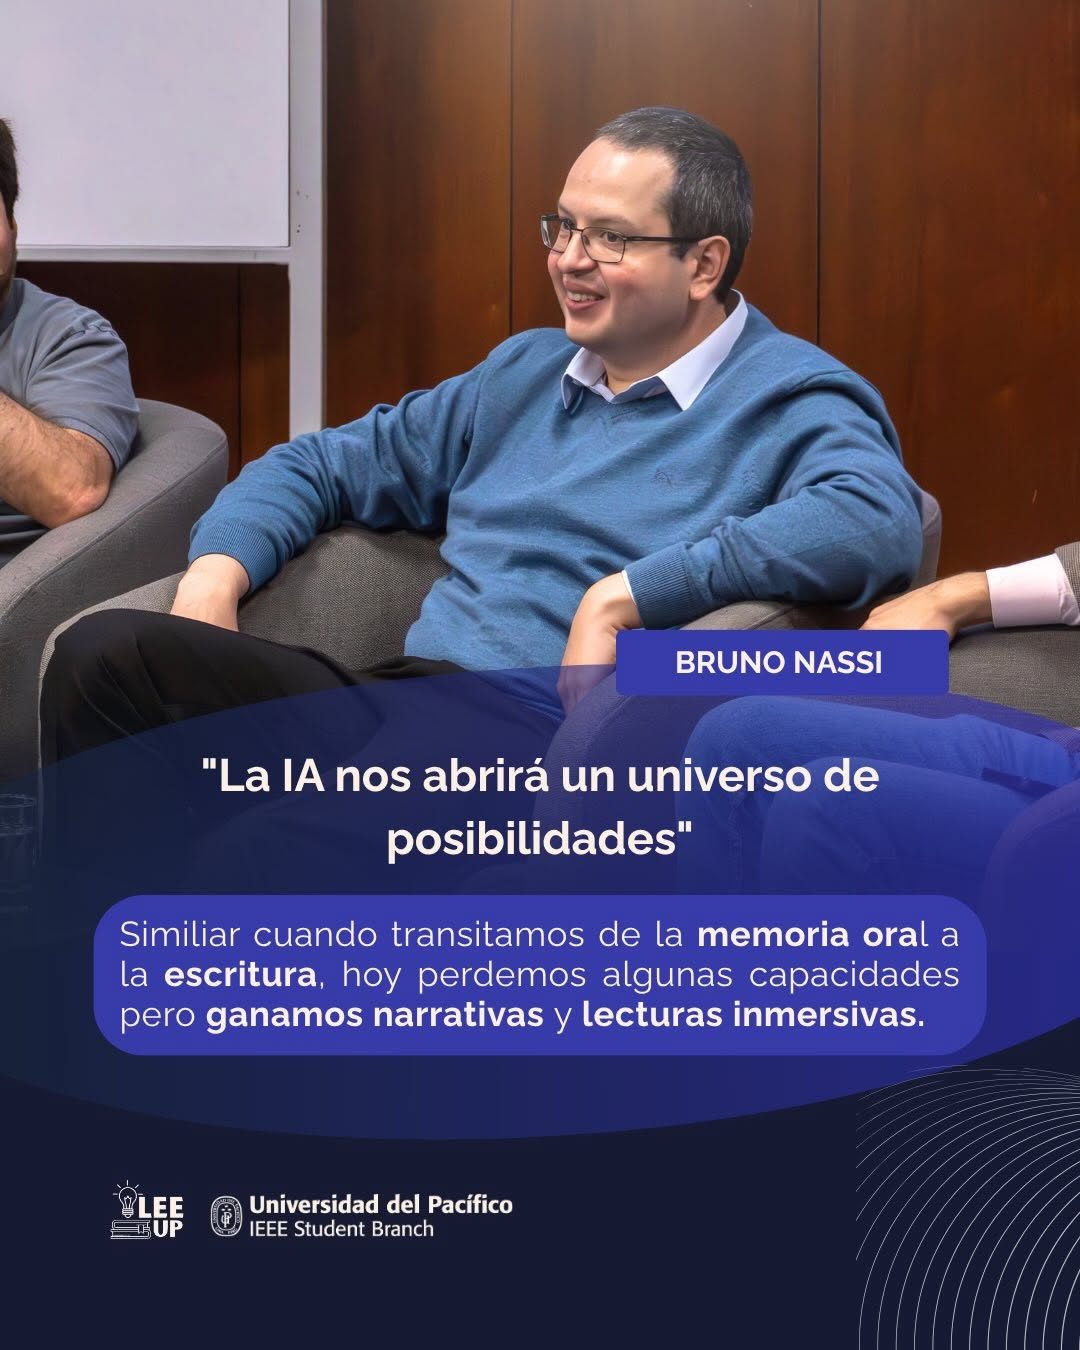 BRUNO NASSI
"La IA nos abrirá un universo de
posibilidades"
Similiar cuando transitamos de la memoria oral a
la escritura, hoy perdemos algunas capacidades
pero ganamos narrativas y lecturas inmersivas.
LEE
UP
Universidad del Pacífico
IEEE Student Branch